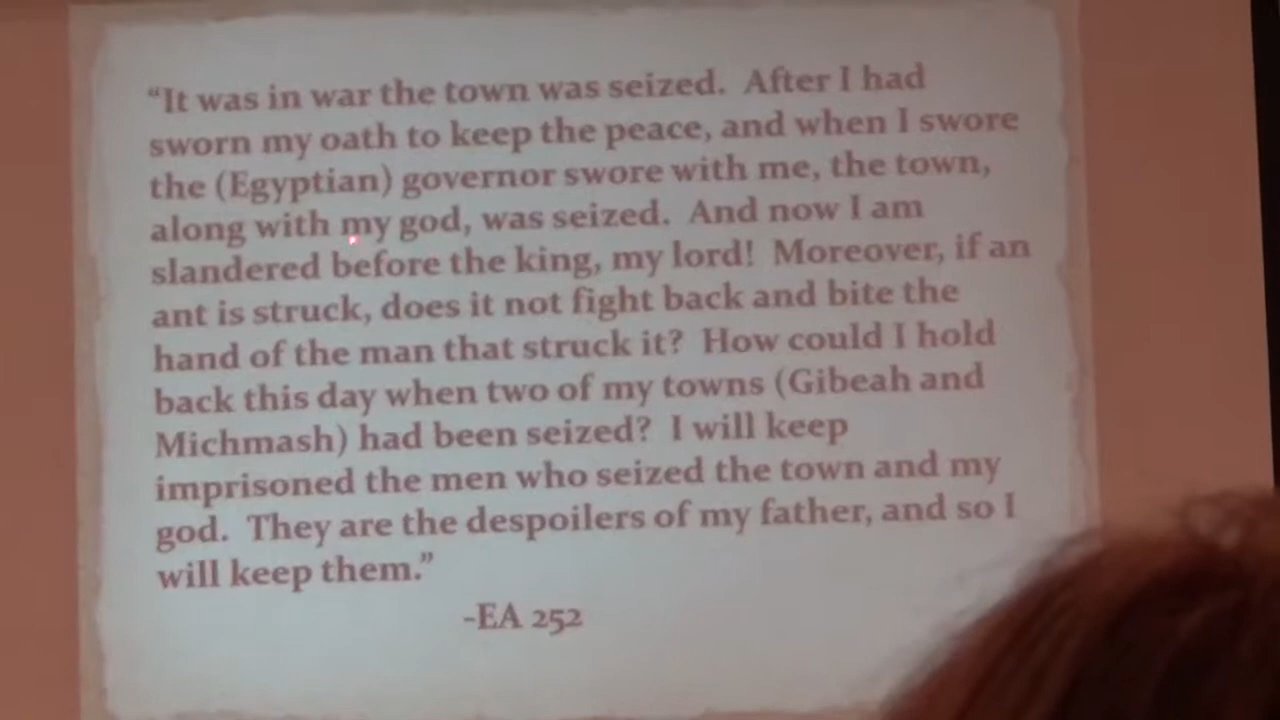 “It was in war the town was seized.  After I had
sworn my oath to keep the peace, and when I swore
the (Egyptian) governor swore with me, the town,
along with my god, was seized.  And now I am
slandered before the king, my lord!  Moreover, if an
ant is struck, does it not fight back and bite the
hand of the man that struck it?  How could I hold
back this day when two of my towns (Gibeah and
Michmash) had been seized?  I will keep
imprisoned the men who seized the town and my
god.  They are the despoilers of my father, and so I
will keep them.”
-EA 252